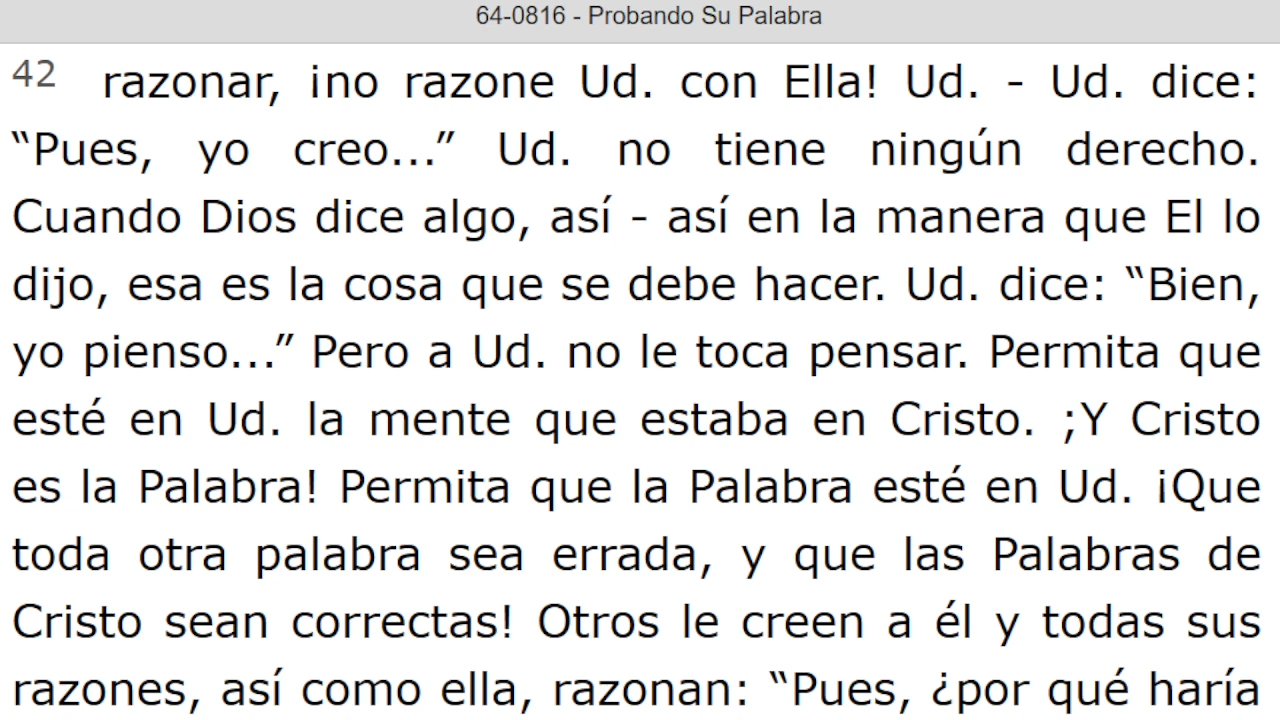 64-0816 - Probando Su Palabra
42 razonar, ¡no razone Ud. con Ella! Ud. - Ud. dice:
“Pues, yo creo...” Ud. no tiene ningún derecho.
Cuando Dios dice algo, así - así en la manera que El lo
dijo, esa es la cosa que se debe hacer. Ud. dice: “Bien,
yo pienso...” Pero a Ud. no le toca pensar. Permita que
esté en Ud. la mente que estaba en Cristo. ;Y Cristo
es la Palabra! Permita que la Palabra esté en Ud. ¡Que
toda otra palabra sea errada, y que las Palabras de
Cristo sean correctas! Otros le creen a él y todas sus
razones, así como ella, razonan: “Pues, ¿por qué haría